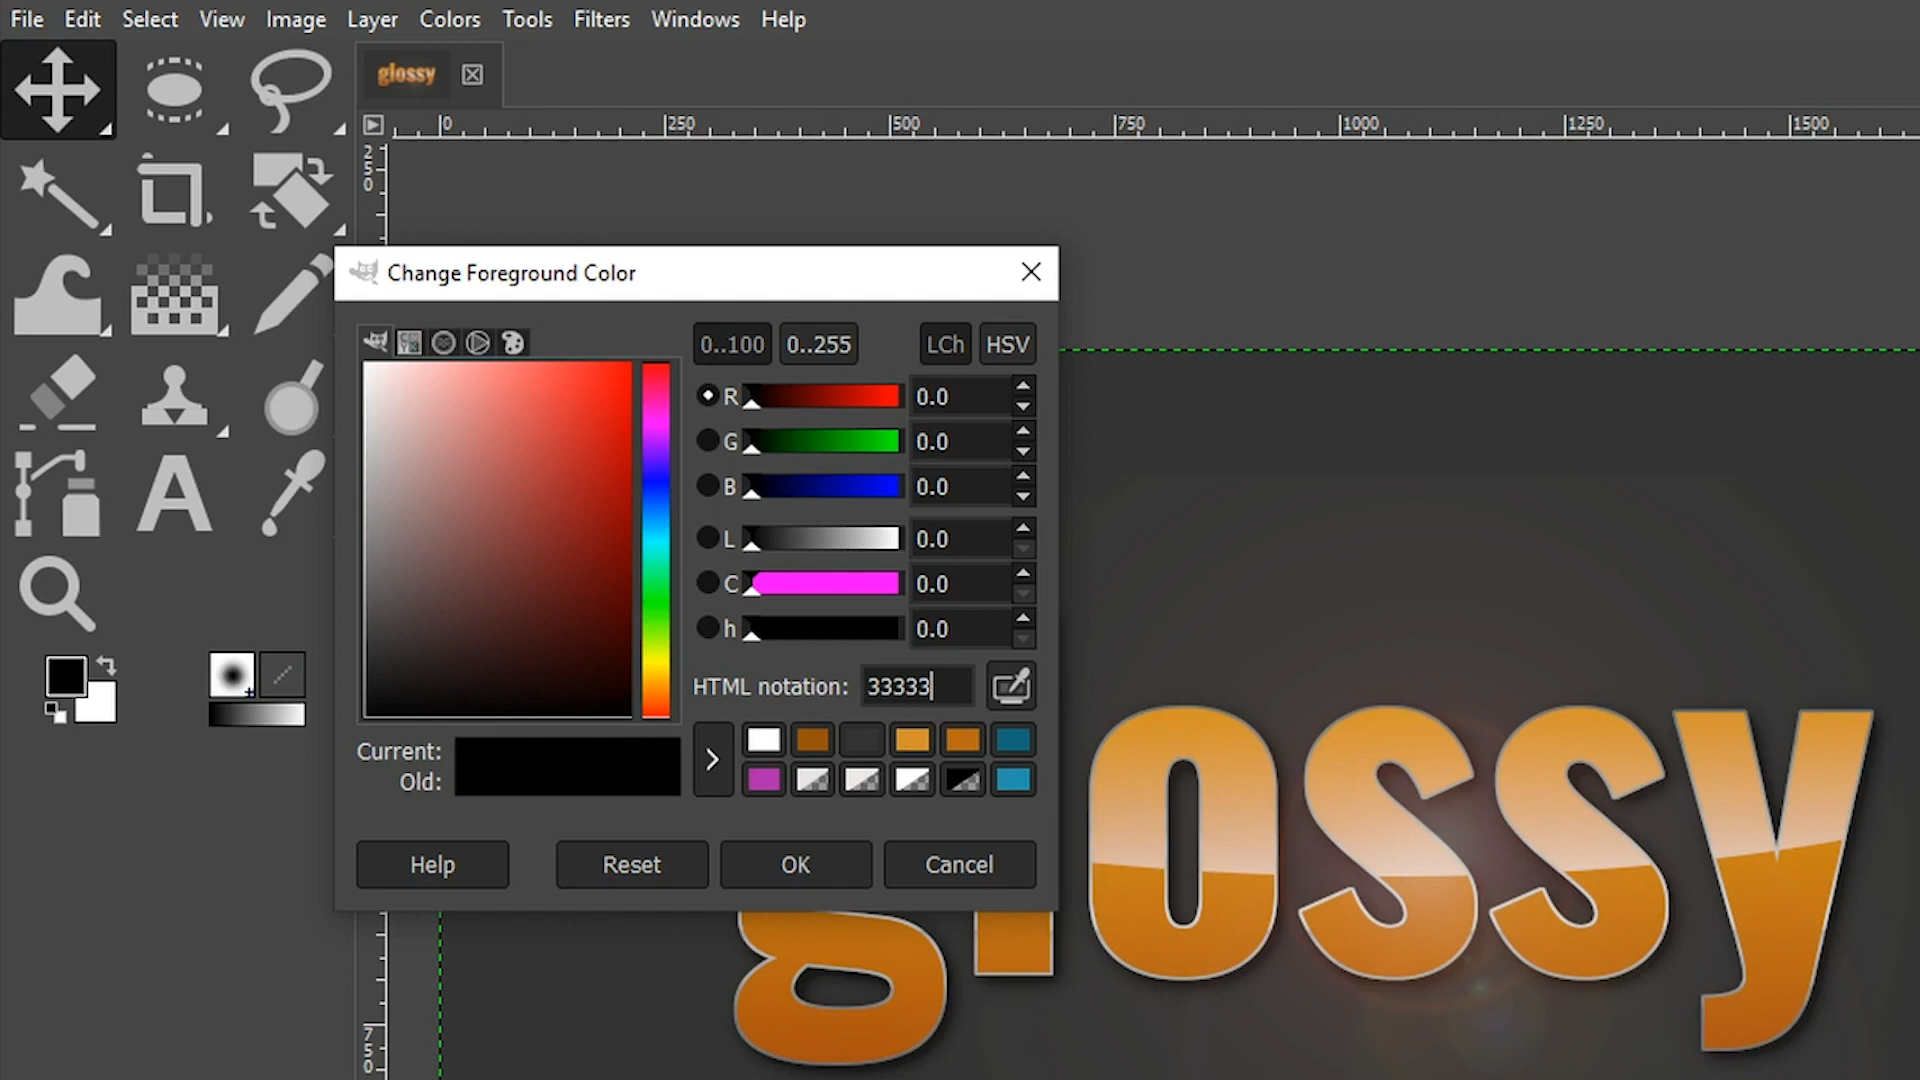 File Edit Select View Image Layer Colors Tools Filters Windows Help
glossy
0 250 500 750 1000 1250 1500
250
Change Foreground Color
0..100 0..255 LCh HSV
R 0.0
G 0.0
B 0.0
L 0.0
C 0.0
h 0.0
HTML notation: 33333
Current:
Old:
Help Reset OK Cancel
glossy
750